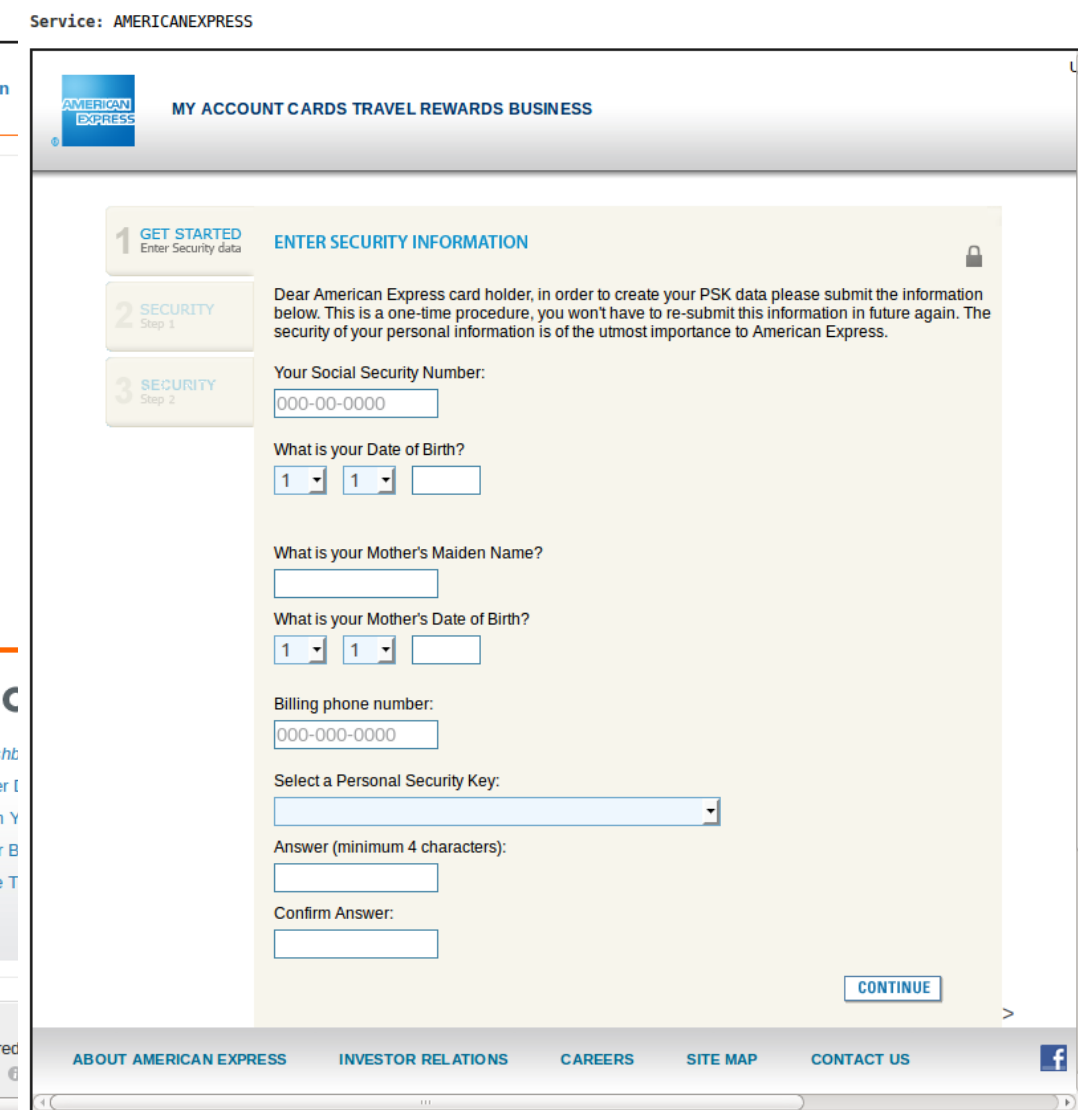 Service: AMERICANEXPRESS
AMERICAN
EXPRESS
®
MY ACCOUNT CARDS TRAVEL REWARDS BUSINESS
1 GET STARTED
Enter Security data
2 SECURITY
Step 1
3 SECURITY
Step 2
ENTER SECURITY INFORMATION
Dear American Express card holder, in order to create your PSK data please submit the information
below. This is a one-time procedure, you won't have to re-submit this information in future again. The
security of your personal information is of the utmost importance to American Express.
Your Social Security Number:
000-00-0000
What is your Date of Birth?
1 1
What is your Mother's Maiden Name?
What is your Mother's Date of Birth?
1 1
Billing phone number:
000-000-0000
Select a Personal Security Key:
Answer (minimum 4 characters):
Confirm Answer:
CONTINUE
>
ABOUT AMERICAN EXPRESS INVESTOR RELATIONS CAREERS SITE MAP CONTACT US
f